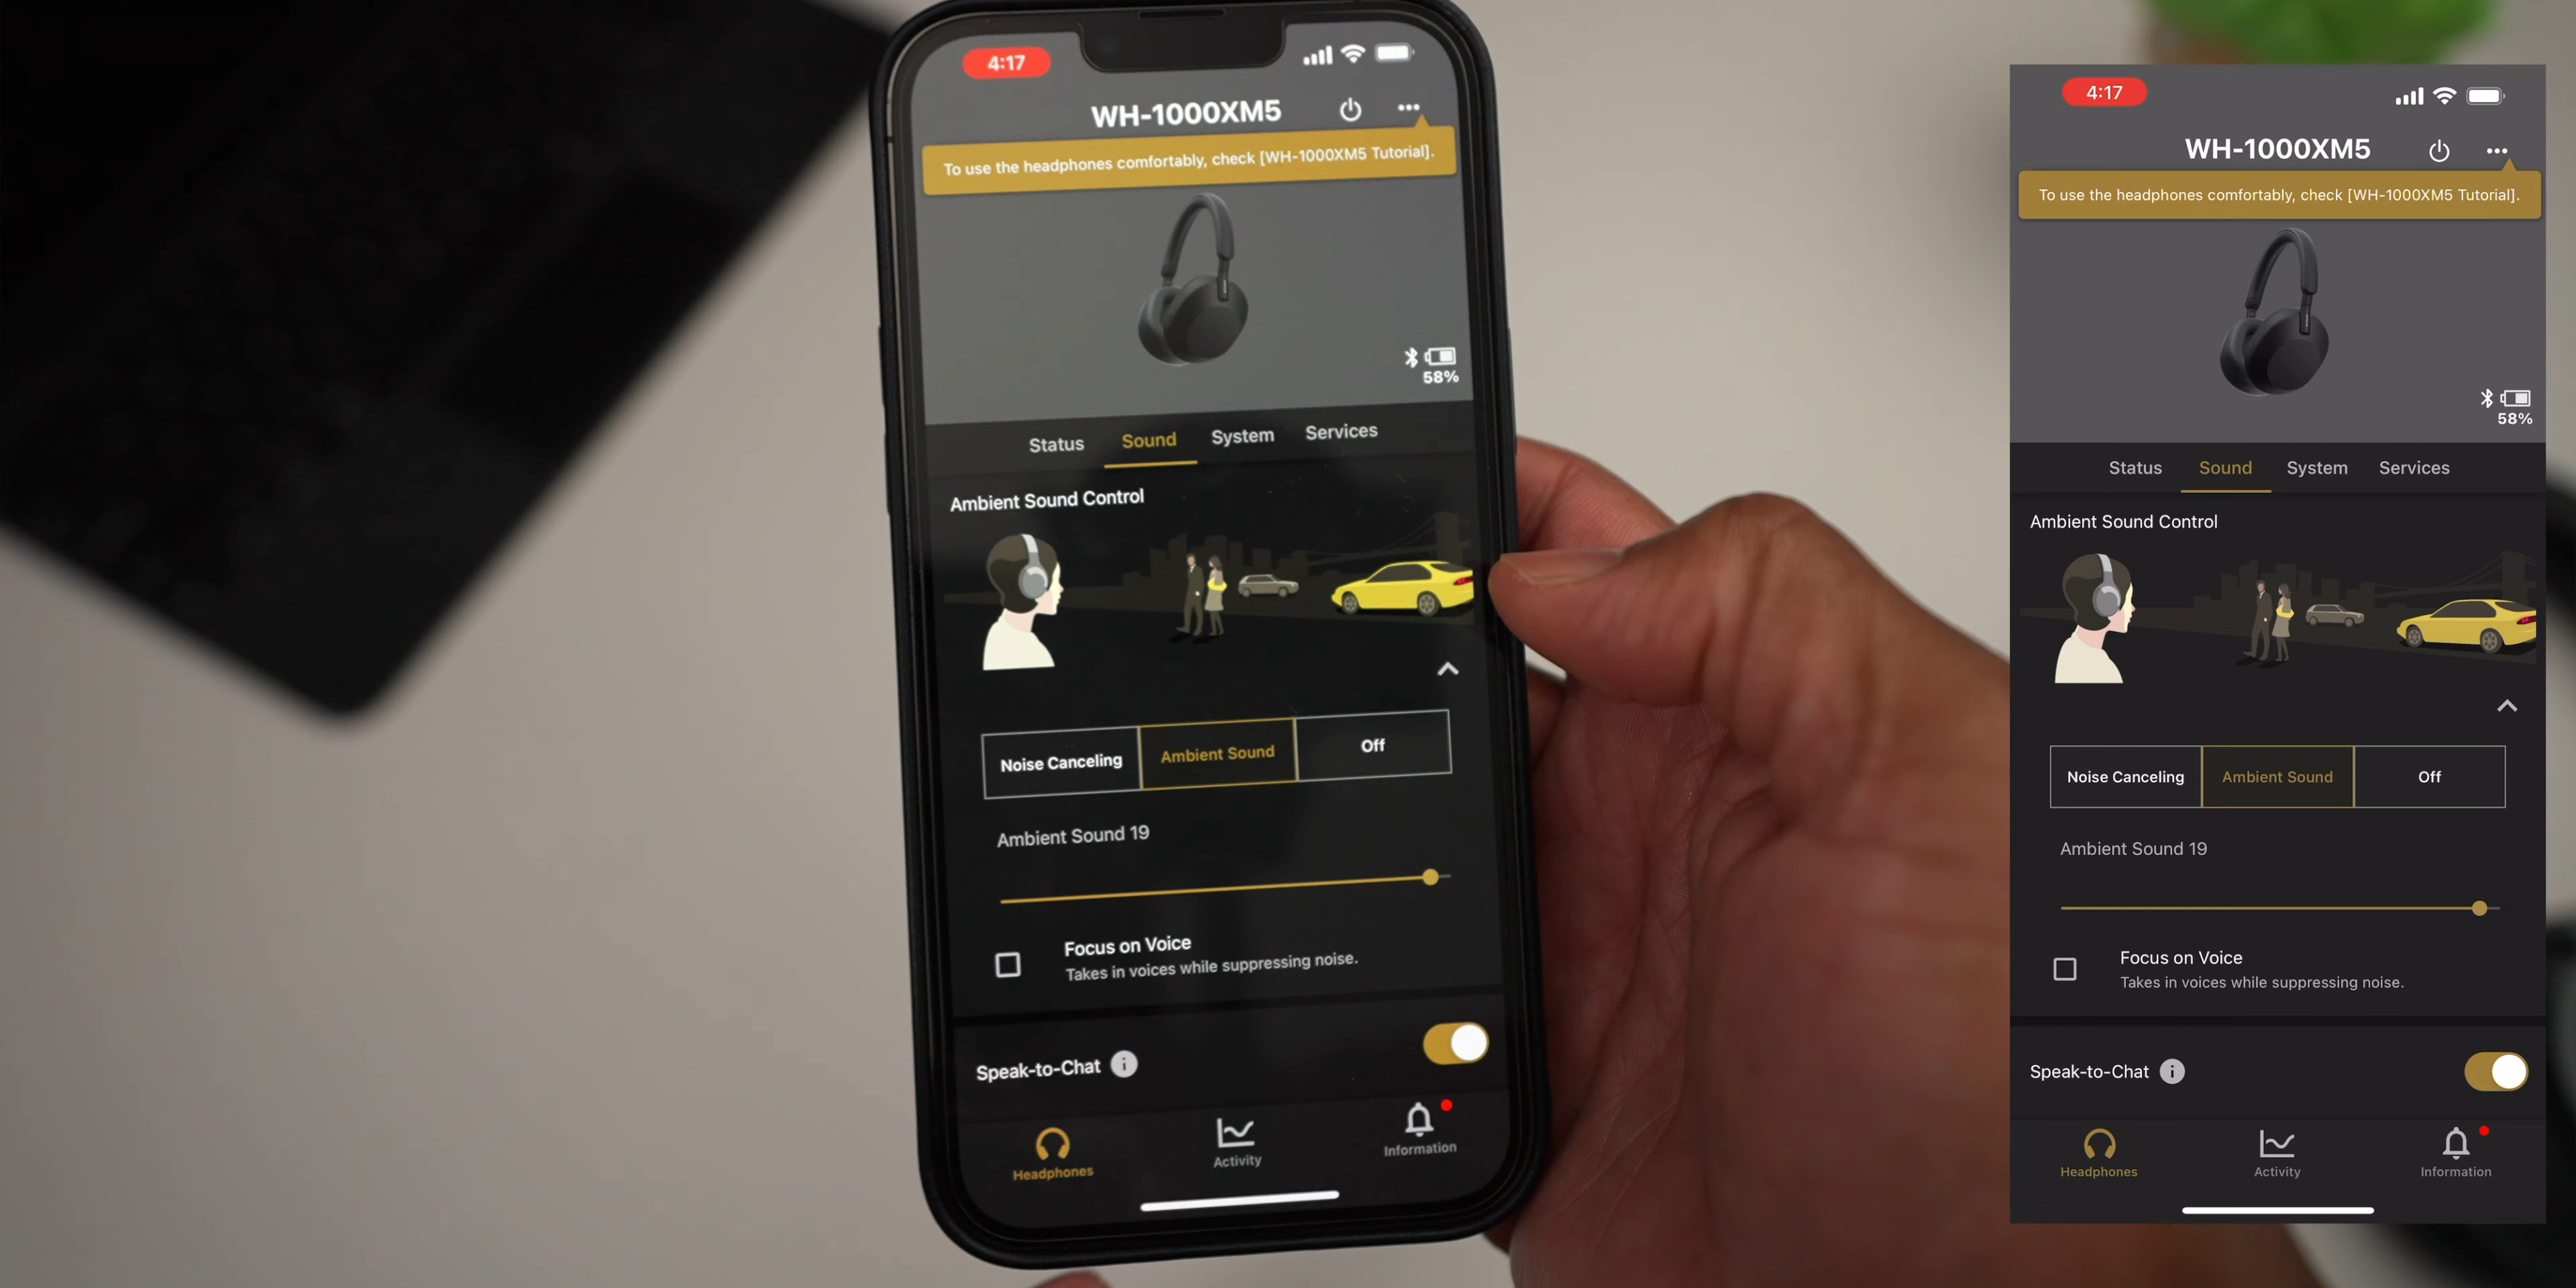 4:17
WH-1000XM5
To use the headphones comfortably, check [WH-1000XM5 Tutorial].
58%
Status Sound System Services
Ambient Sound Control
Noise Canceling Ambient Sound Off
Ambient Sound 19
Focus on Voice
Takes in voices while suppressing noise.
Speak-to-Chat i
Headphones Activity Information
4:17
WH-1000XM5
To use the headphones comfortably, check [WH-1000XM5 Tutorial].
58%
Status Sound System Services
Ambient Sound Control
Noise Canceling Ambient Sound Off
Ambient Sound 19
Focus on Voice
Takes in voices while suppressing noise.
Speak-to-Chat i
Headphones Activity Information